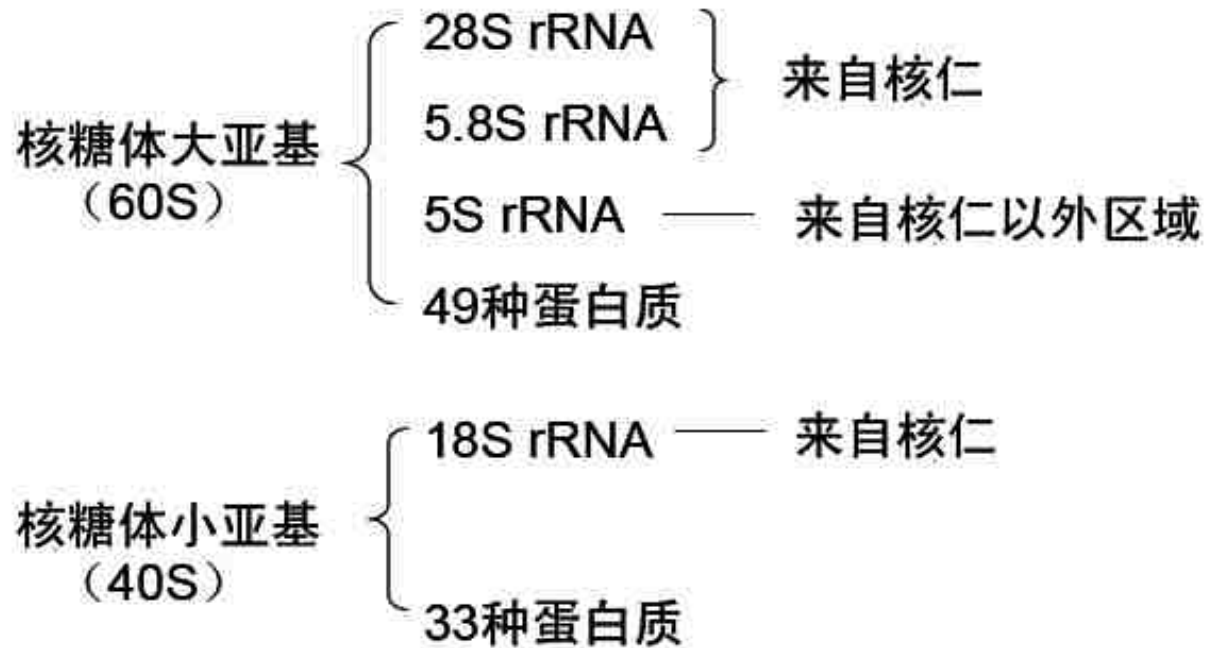 核糖体大亚基
（60S）
28S rRNA
5.8S rRNA
来自核仁
5S rRNA
来自核仁以外区域
49种蛋白质
核糖体小亚基
（40S）
18S rRNA
来自核仁
33种蛋白质